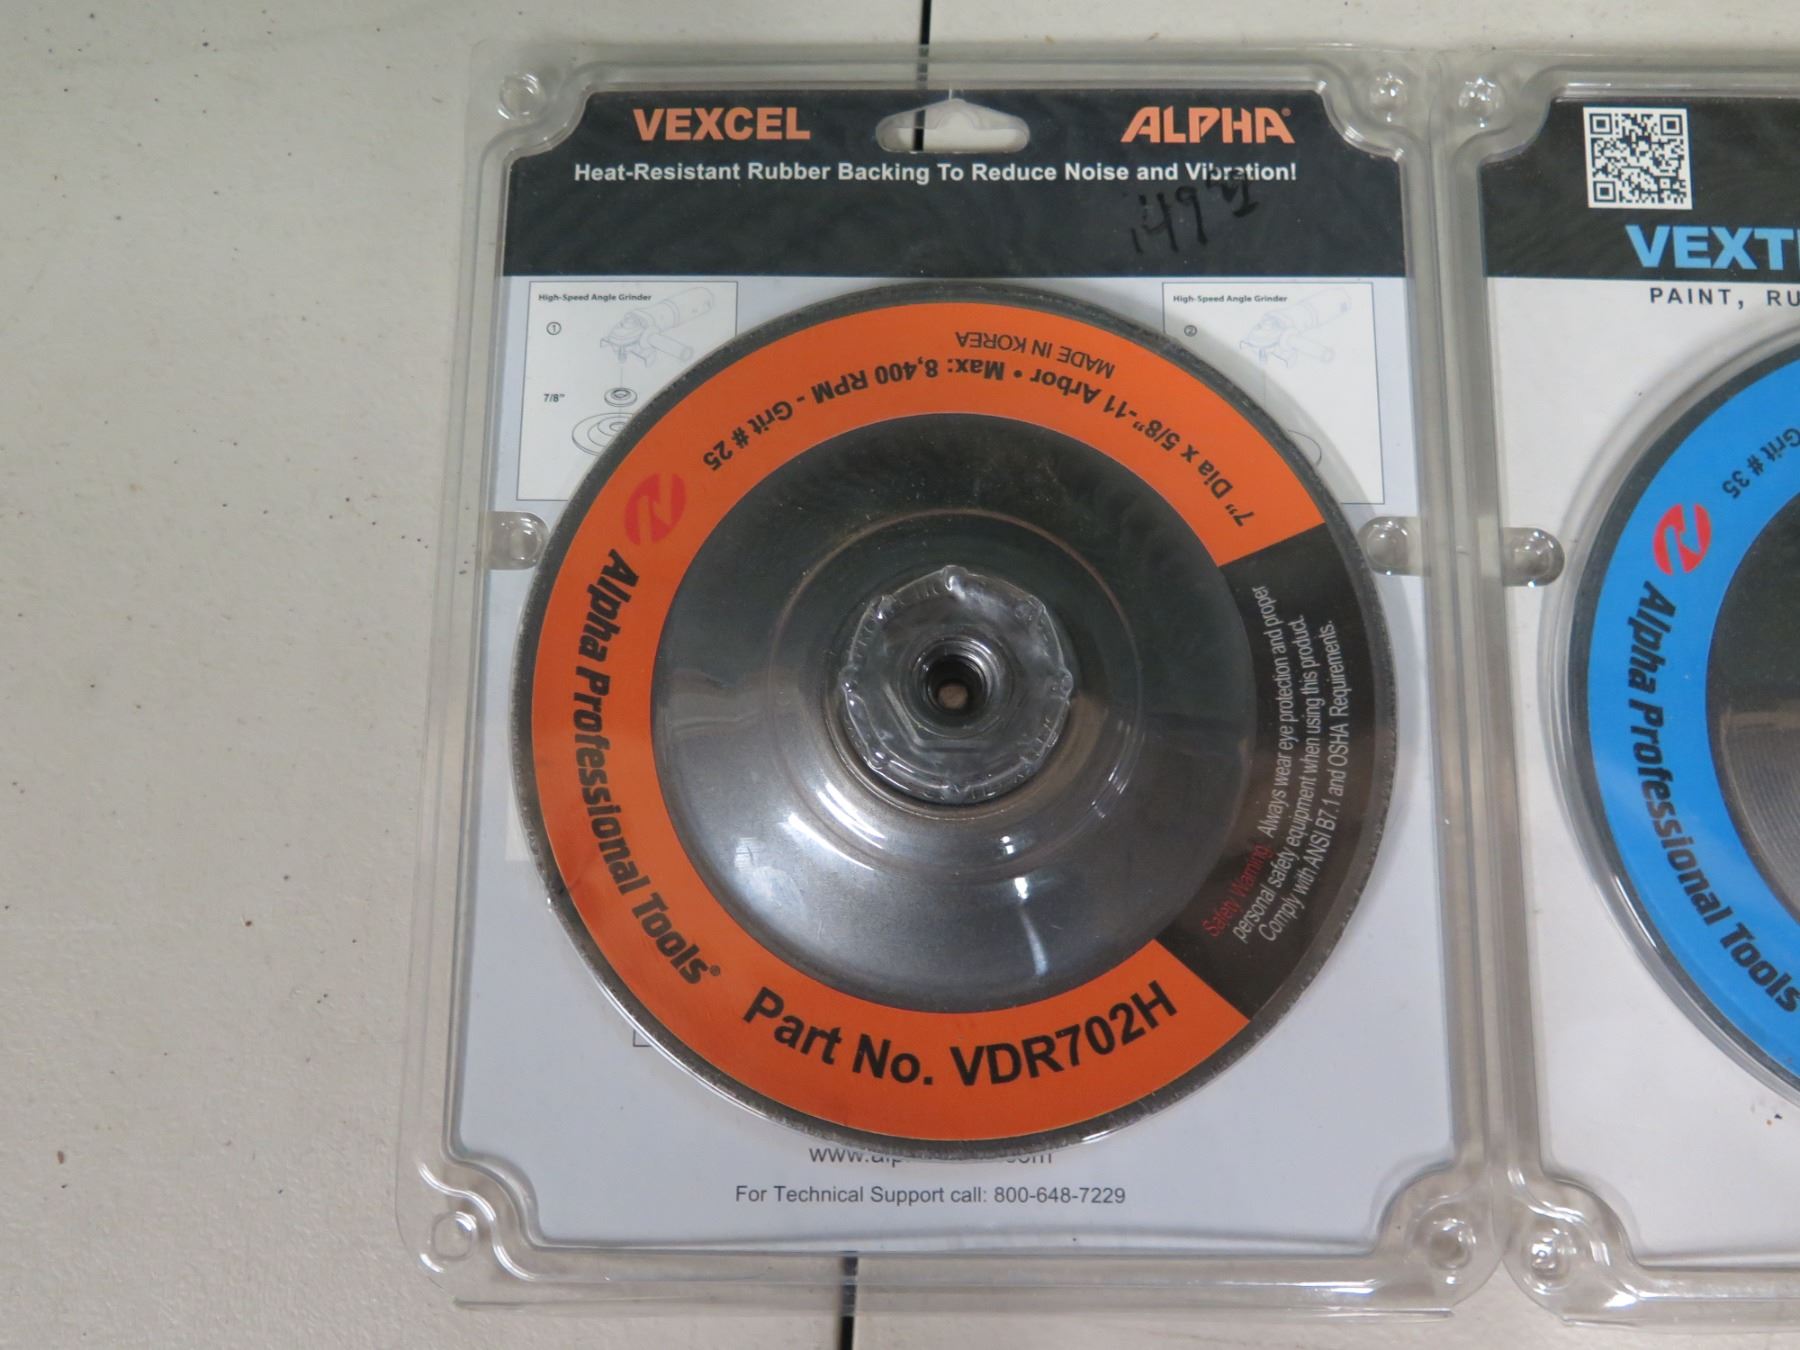 VEXCEL
ALPHA®
Heat-Resistant Rubber Backing To Reduce Noise and Vibration!
High-Speed Angle Grinder
1
7/8"
High-Speed Angle Grinder
2
7" Dia x 5/8"-11 Arbor • Max: 8,400 RPM - Grit # 25
MADE IN KOREA
Alpha Professional Tools®
Part No. VDR702H
Safety Warning: Always wear eye protection and proper
personal safety equipment when using this product.
Comply with ANSI B7.1 and OSHA Requirements.
For Technical Support call: 800-648-7229
PAINT,
Grit # 35
Alpha Professional Tools